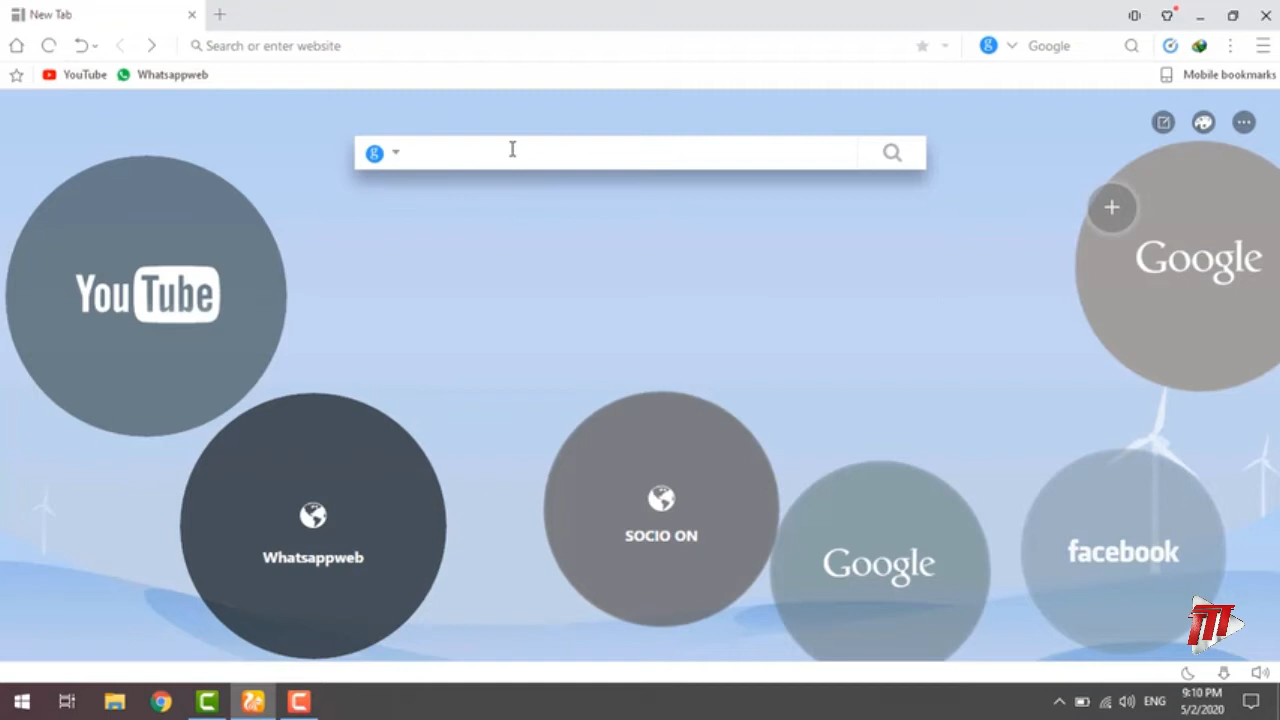 New Tab
Search or enter website
g
Google
YouTube
Whatsappweb
Mobile bookmarks
g
YouTube
Google
Whatsappweb
SOCIO ON
Google
facebook
ENG
9:10 PM
5/2/2020